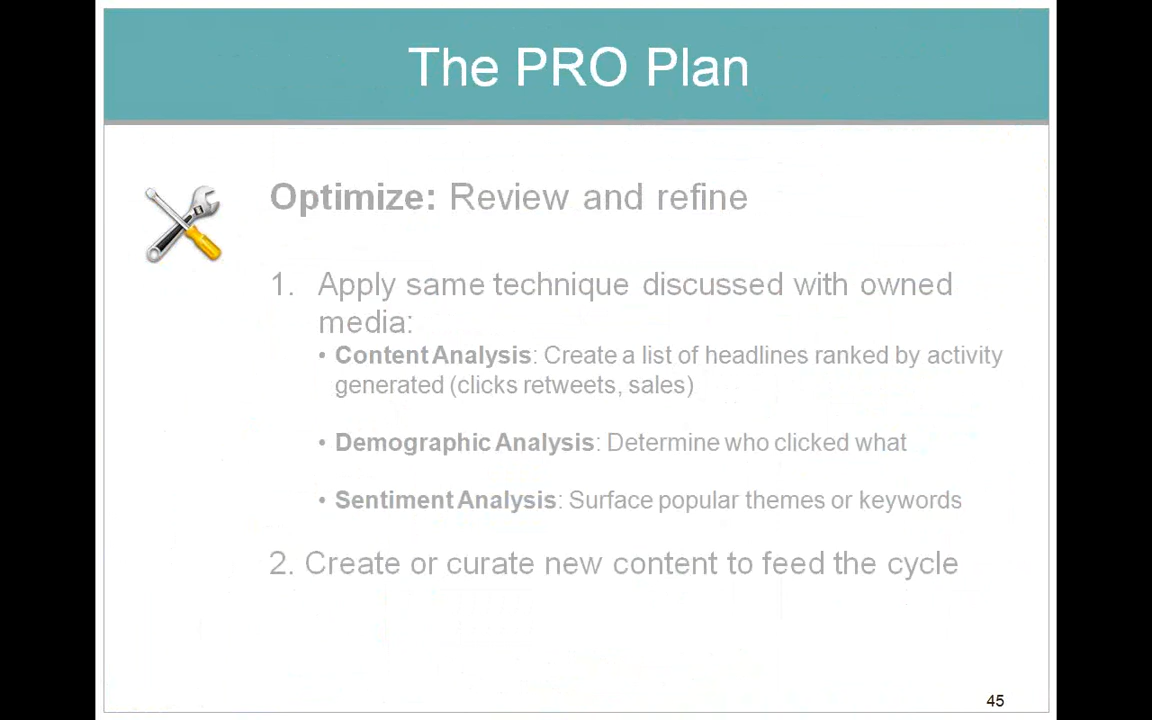 The PRO Plan
Optimize: Review and refine
1. Apply same technique discussed with owned
media:
• Content Analysis: Create a list of headlines ranked by activity
generated (clicks retweets, sales)
• Demographic Analysis: Determine who clicked what
• Sentiment Analysis: Surface popular themes or keywords
2. Create or curate new content to feed the cycle
45